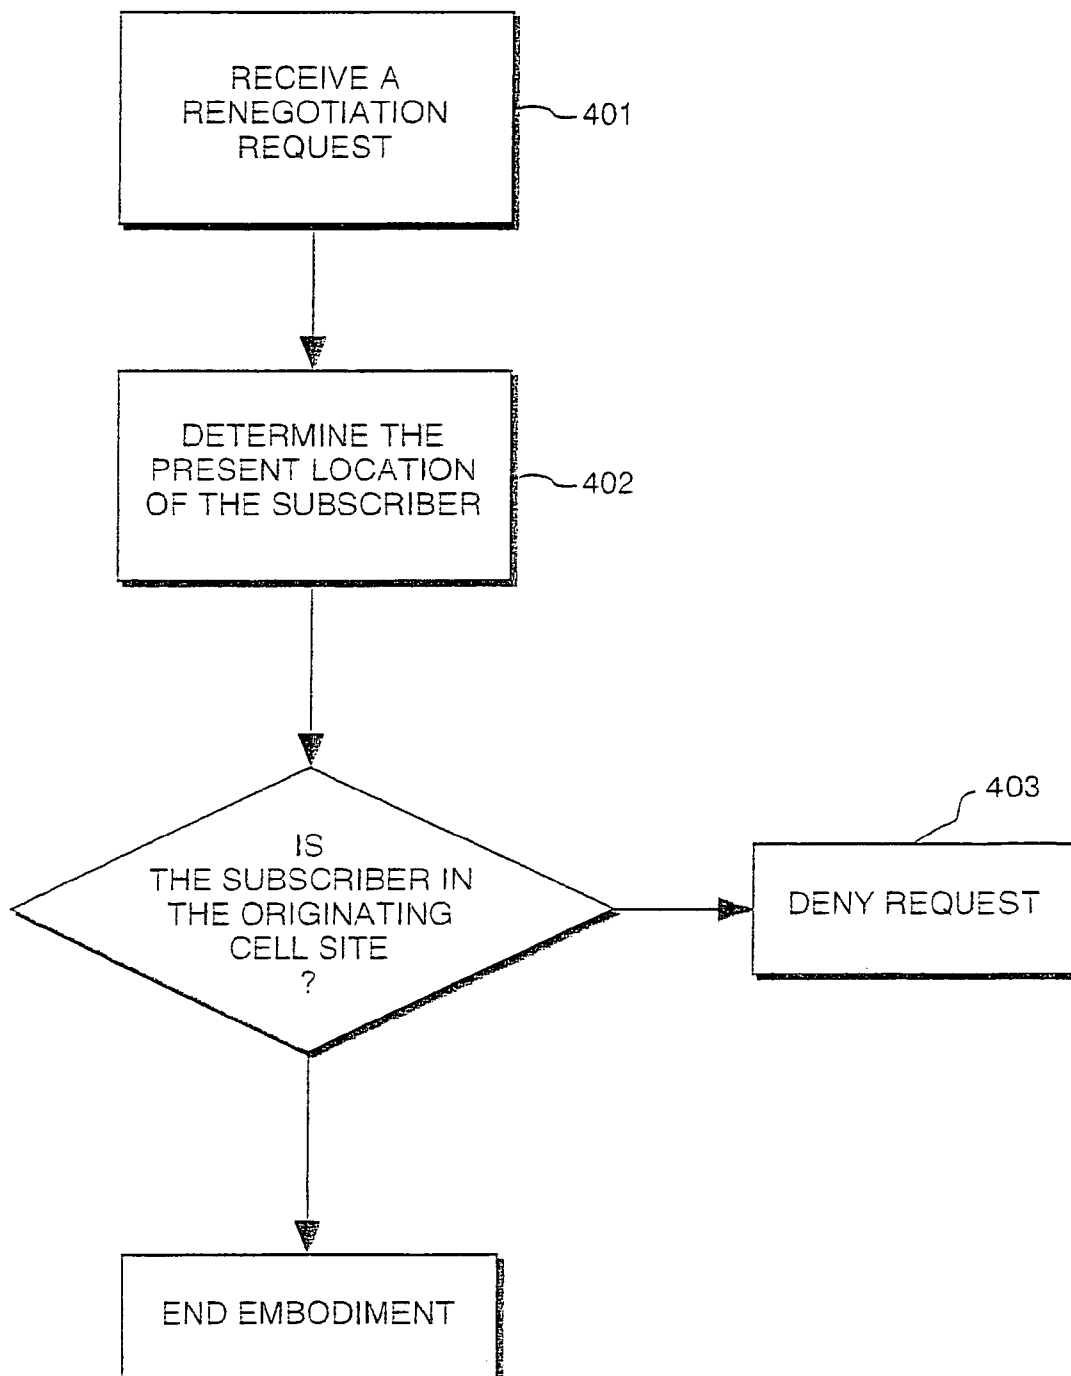 RECEIVE A
RENEGOTIATION
REQUEST
401
DETERMINE THE
PRESENT LOCATION
OF THE SUBSCRIBER
402
IS
THE SUBSCRIBER IN
THE ORIGINATING
CELL SITE
?
403
DENY REQUEST
END EMBODIMENT